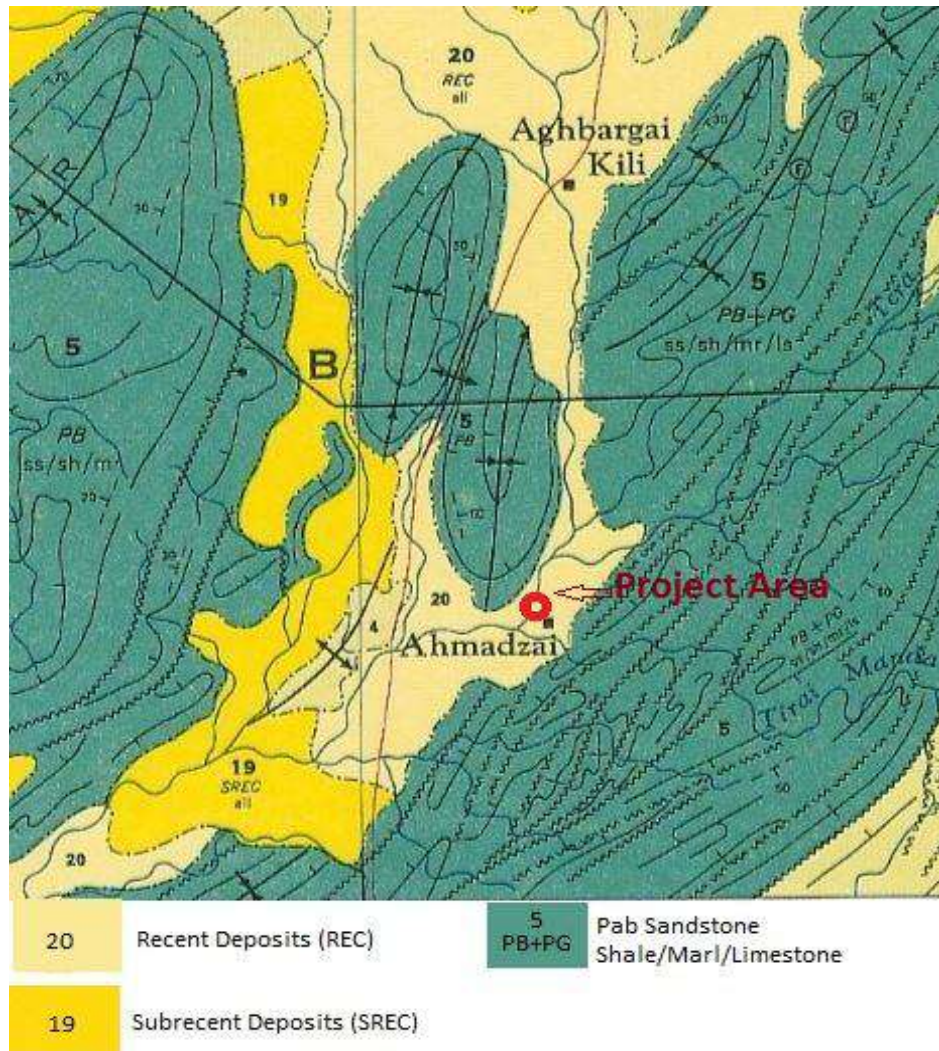 20
REC
all
Aghbargai
Kili
19
A
R
5
PB
ss/sh/m
B
5
PB
5
PB+PG
ss/sh/mr/ls
Tera
Project Area
20
4
Ahmadzai
PB + PG
Tirai Manda
5
19
SREC
all
20
20
Recent Deposits (REC)
5
PB+PG
Pab Sandstone
Shale/Marl/Limestone
19
Subrecent Deposits (SREC)